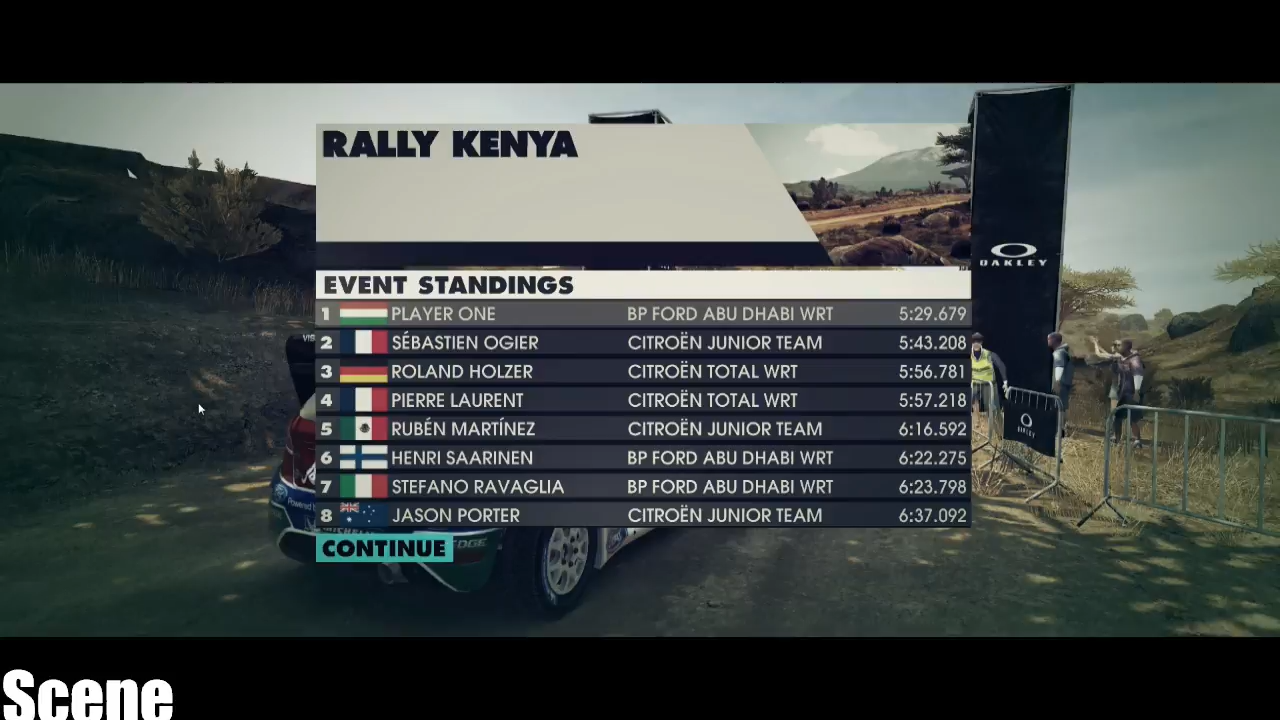 RALLY KENYA
OAKLEY
EVENT STANDINGS
1 PLAYER ONE BP FORD ABU DHABI WRT 5:29.679
2 SÉBASTIEN OGIER CITROËN JUNIOR TEAM 5:43.208
3 ROLAND HOLZER CITROËN TOTAL WRT 5:56.781
4 PIERRE LAURENT CITROËN TOTAL WRT 5:57.218
5 RUBÉN MARTÍNEZ CITROËN JUNIOR TEAM 6:16.592
OAKLEY
6 HENRI SAARINEN BP FORD ABU DHABI WRT 6:22.275
7 STEFANO RAVAGLIA BP FORD ABU DHABI WRT 6:23.798
Powered
8 JASON PORTER CITROËN JUNIOR TEAM 6:37.092
CONTINUE EDGE
Scene